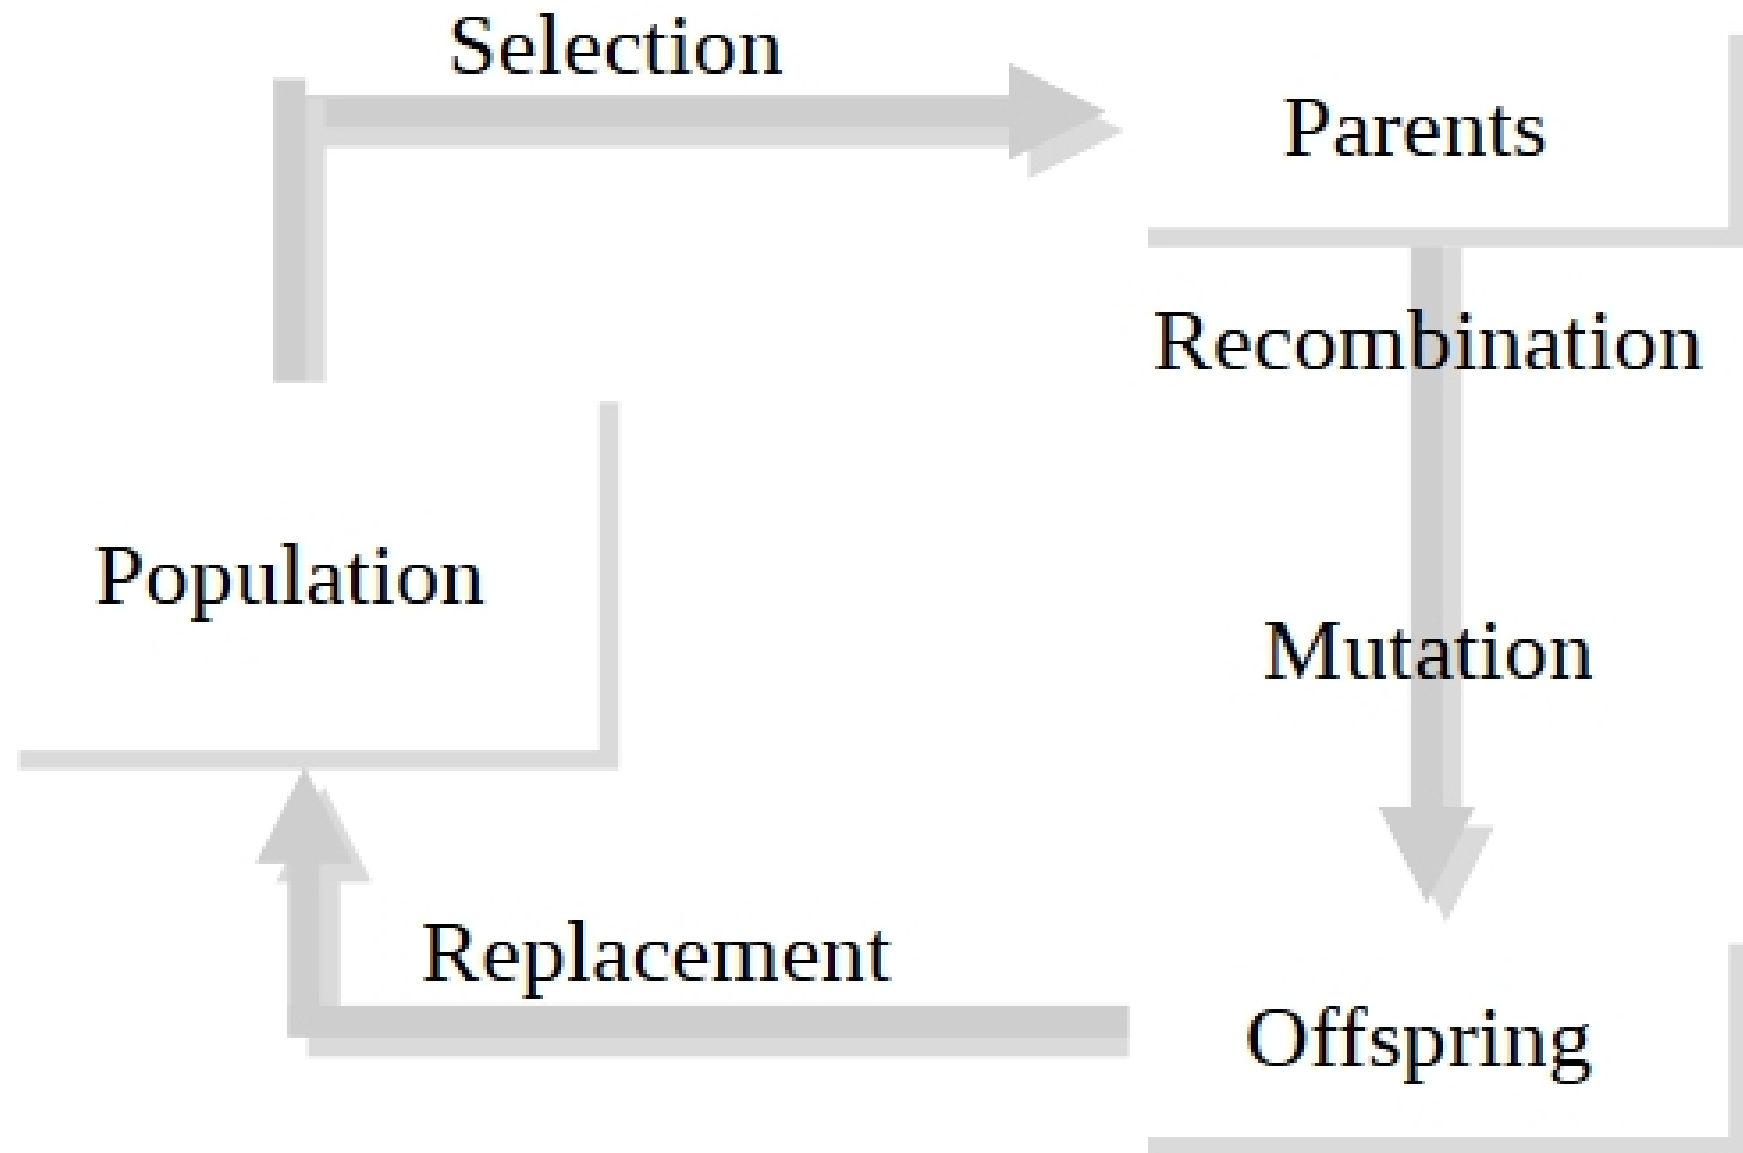 Selection
Parents
Recombination
Population
Mutation
Replacement
Offspring